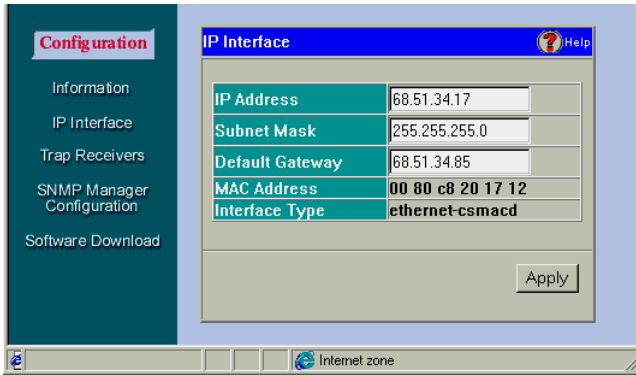 Configuration
Information
IP Interface
Trap Receivers
SNMP Manager
Configuration
Software Download
IP Interface
?Help
IP Address 68.51.34.17
Subnet Mask 255.255.255.0
Default Gateway 68.51.34.85
MAC Address 00 80 c8 20 17 12
Interface Type ethernet-csmacd
Apply
Internet zone